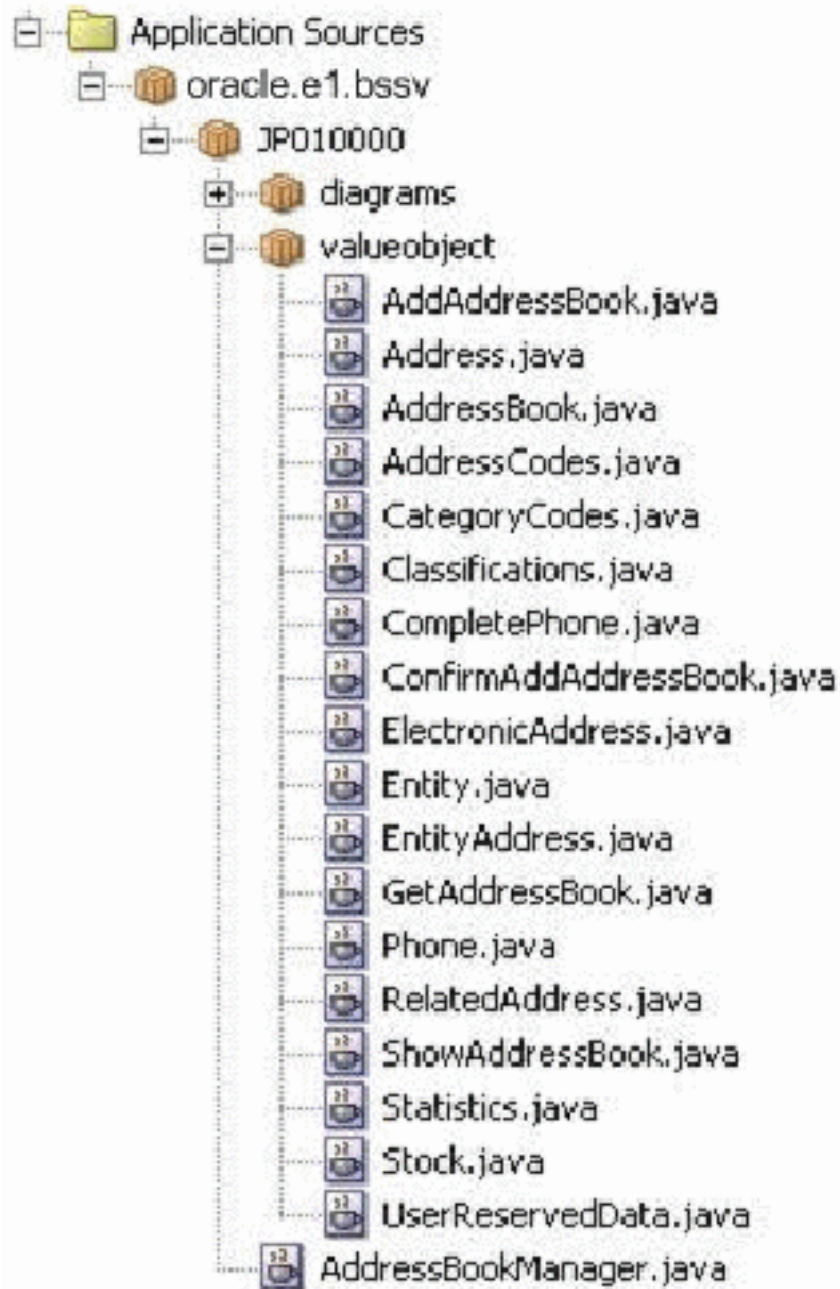 Application Sources
oracle.e1.bssv
JP010000
diagrams
valueobject
AddAddressBook.java
Address.java
AddressBook.java
AddressCodes.java
CategoryCodes.java
Classifications.java
CompletePhone.java
ConfirmAddAddressBook.java
ElectronicAddress.java
Entity.java
EntityAddress.java
GetAddressBook.java
Phone.java
RelatedAddress.java
ShowAddressBook.java
Statistics.java
Stock.java
UserReservedData.java
AddressBookManager.java